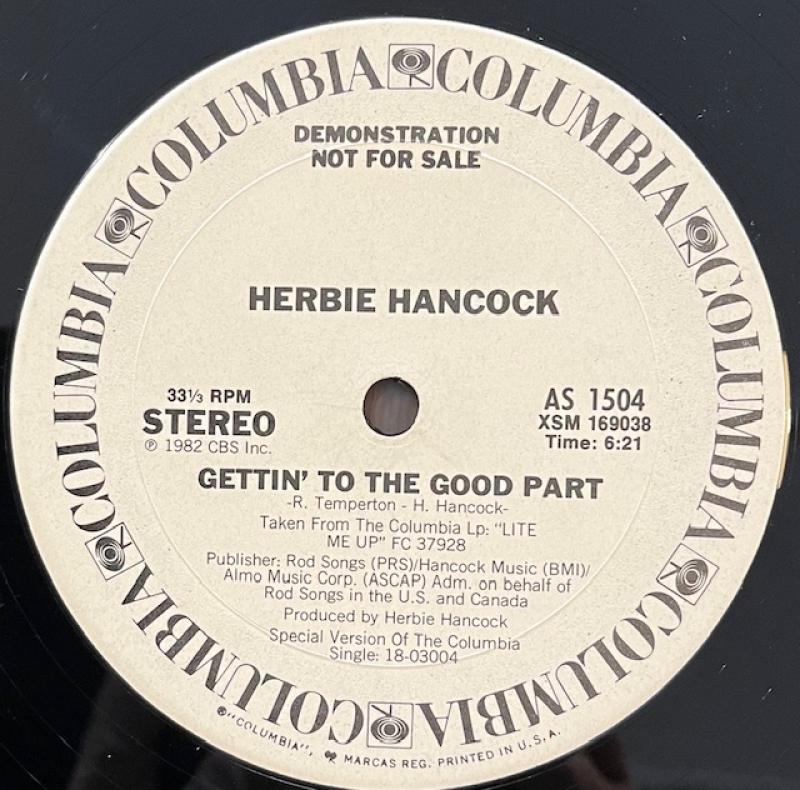 COLUMBIA COLUMBIA COLUMBIA COLUMBIA COLUMBIA COLUMBIA COLUMBIA COLUMBIA
DEMONSTRATION
NOT FOR SALE
HERBIE HANCOCK
33⅓ RPM
STEREO
℗ 1982 CBS Inc.
AS 1504
XSM 169038
Time: 6:21
GETTIN' TO THE GOOD PART
-R. Temperton - H. Hancock-
Taken From The Columbia Lp: "LITE
ME UP" FC 37928
Publisher: Rod Songs (PRS)/Hancock Music (BMI)/
Almo Music Corp. (ASCAP) Adm. on behalf of
Rod Songs in the U.S. and Canada
Produced by Herbie Hancock
Special Version Of The Columbia
Single: 18-03004
"COLUMBIA", MARCAS REG. PRINTED IN U.S.A.